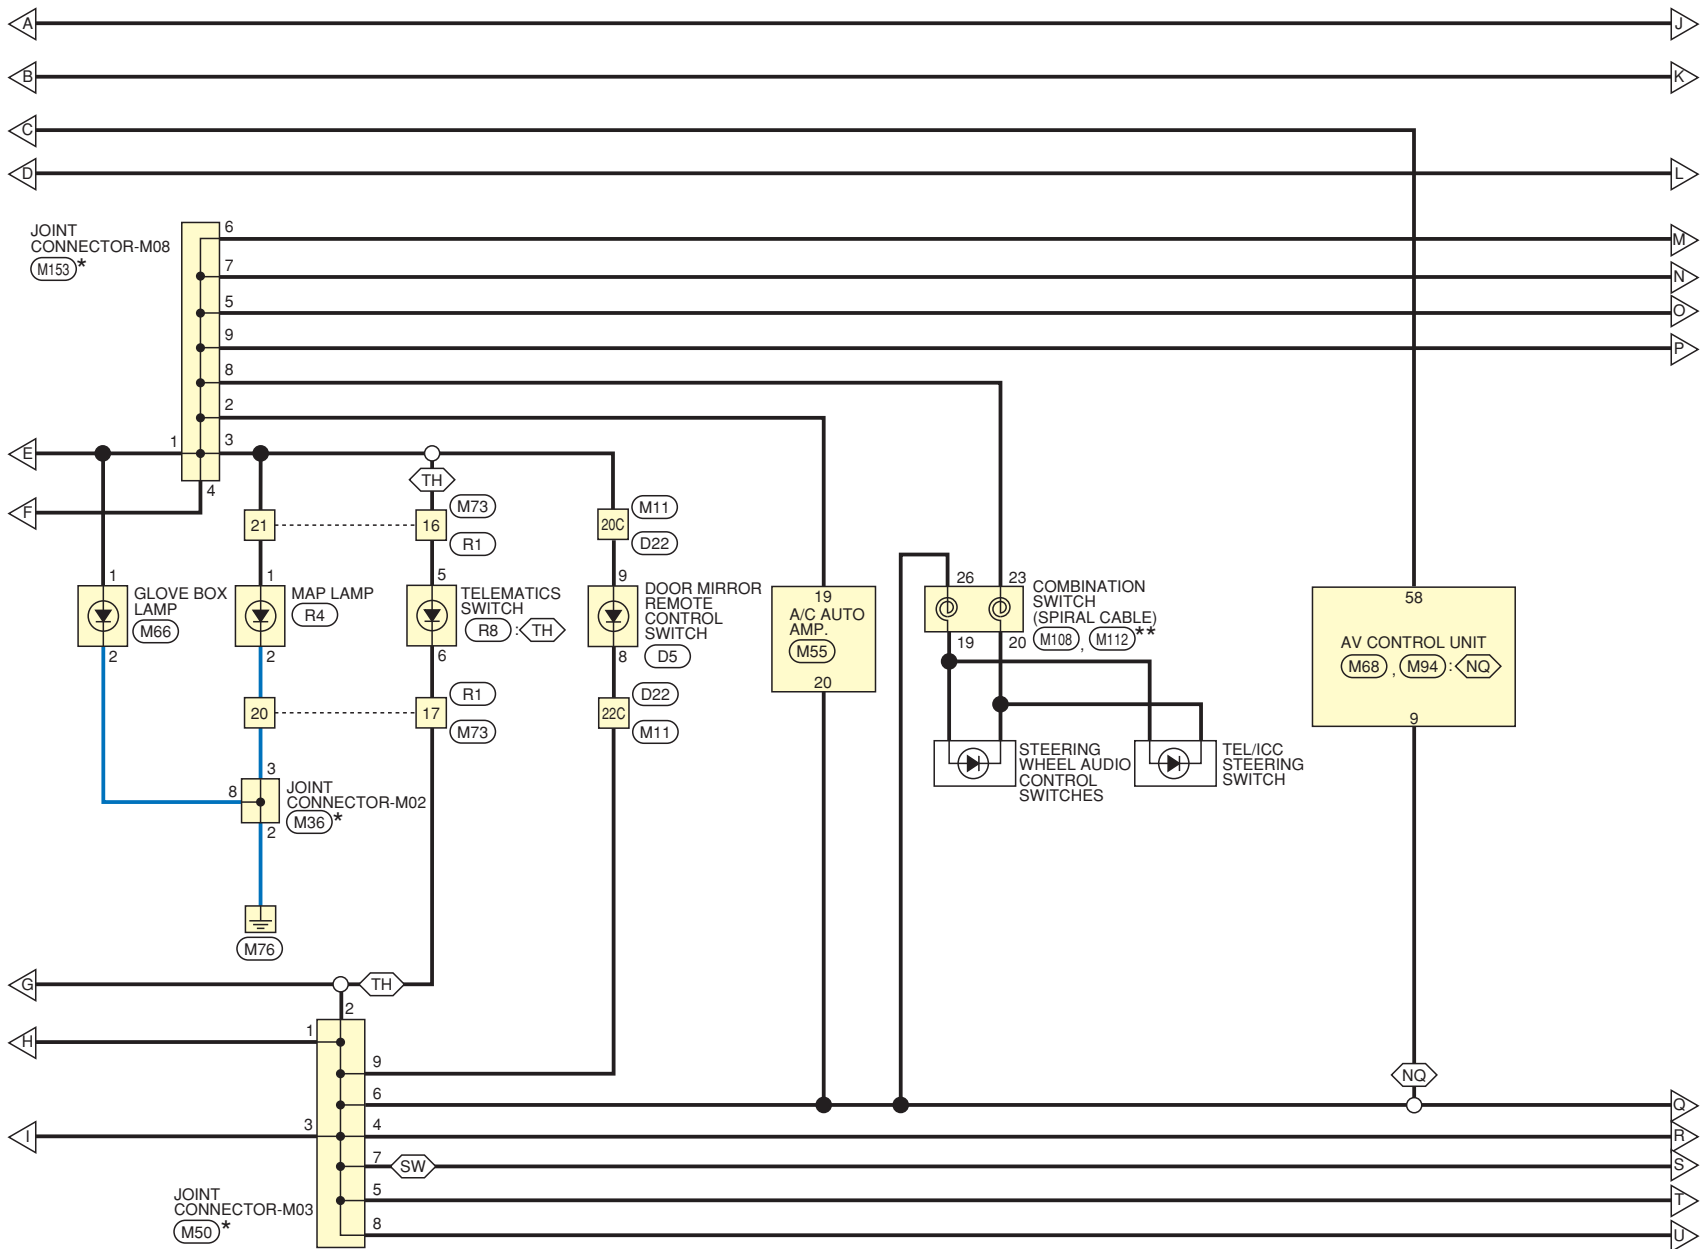 A J
B K
C
D L
JOINT
CONNECTOR-M08
M153 *
6 M
7 N
5 O
9 P
8
2
E 1 3
4
F
TH
21 16 M73
R1
20C M11
D22
1 GLOVE BOX
LAMP
M66
2
1 MAP LAMP
R4
2
5 TELEMATICS
SWITCH
R8 : TH
6
9 DOOR MIRROR
REMOTE
CONTROL
SWITCH
D5
8
19
A/C AUTO
AMP.
M55
20
26 23 COMBINATION
SWITCH
(SPIRAL CABLE)
M108 , M112 **
19 20
58
AV CONTROL UNIT
M68 , M94 : NQ
9
20 17 R1
M73
22C D22
M11
STEERING
WHEEL AUDIO
CONTROL
SWITCHES
TEL/ICC
STEERING
SWITCH
8 3 JOINT
CONNECTOR-M02
M36 *
2
M76
G TH
2
H 1
9
NQ
6 Q
I 3 4 R
7 SW S
5 T
8 U
JOINT
CONNECTOR-M03
M50 *